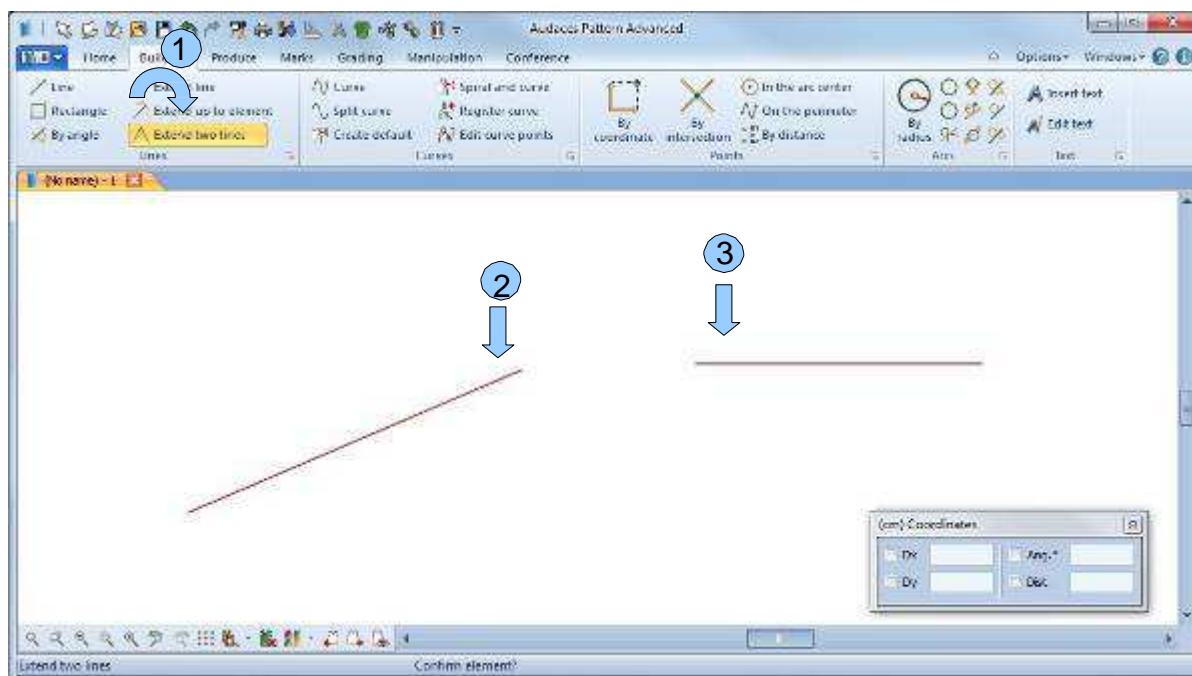 Audaces Pattern Advanced
1
Home Produce Marks Grading Manipulation Conference Options Windows
Line line Curve Spiral and curve In the arc center Insert text
Rectangle Extend up to element Split curve Register curve On the perimeter Edit text
By angle Extend two lines Create default Edit curve points By distance
By coordinate By intersection By radius
Lines Curves Points Arcs Text
(No name) - 1
2
3
(cm) Coordinates
Dx Ang.°
Dy Dist.
Extend two lines Confirm element?